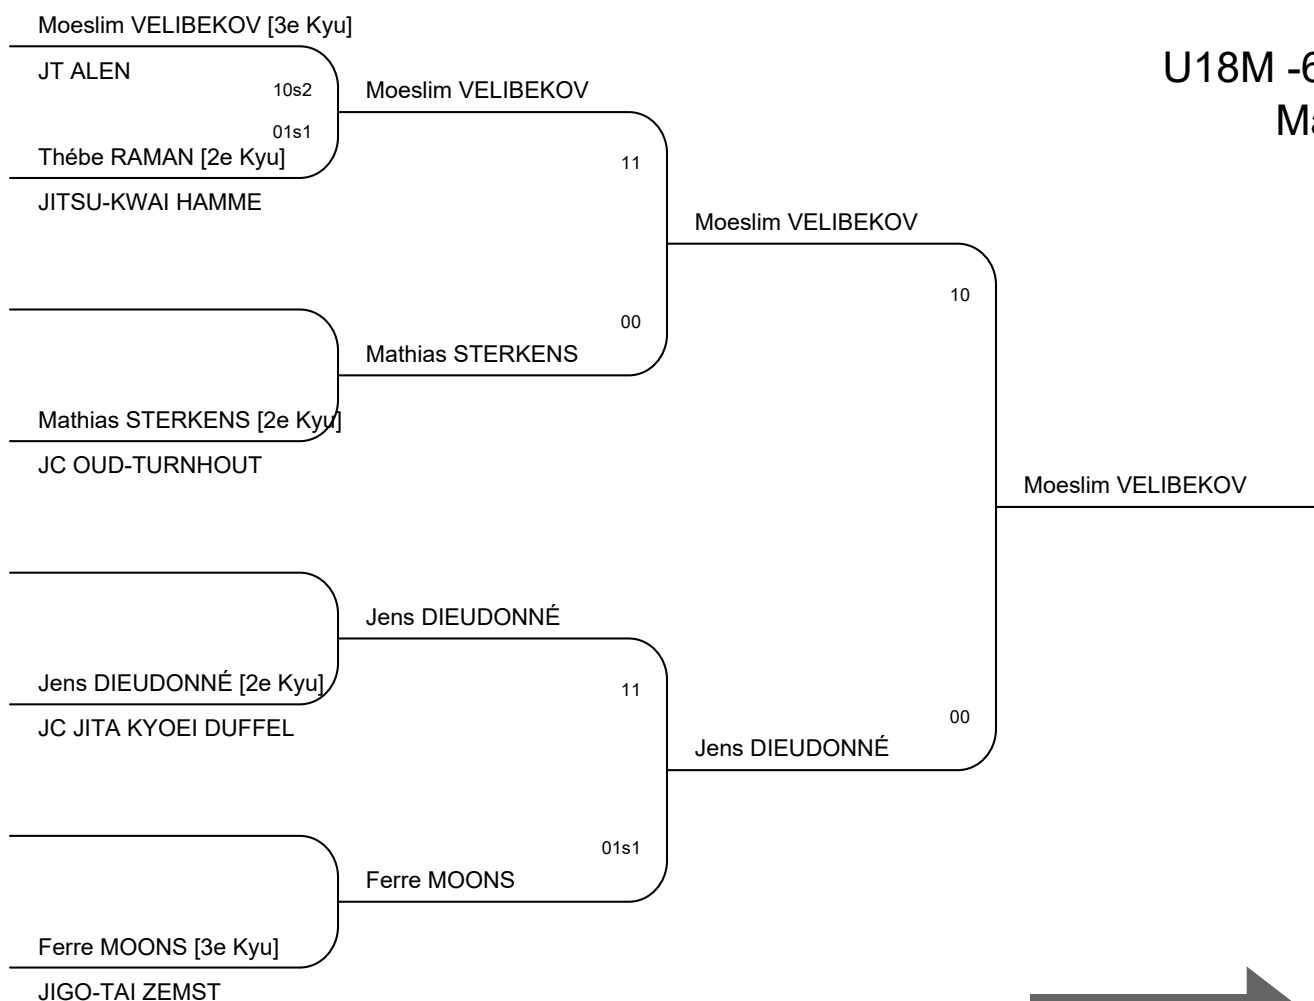 Moeslim VELIBEKOV [3e Kyu]
JT ALEN
10s2
01s1
Thébe RAMAN [2e Kyu]
JITSU-KWAI HAMME
Mathias STERKENS [2e Kyu]
JC OUD-TURNHOUT
Jens DIEUDONNÉ [2e Kyu]
JC JITA KYOEI DUFFEL
Ferre MOONS [3e Kyu]
JIGO-TAI ZEMST
Moeslim VELIBEKOV
11
00
Mathias STERKENS
Jens DIEUDONNÉ
11
01s1
Ferre MOONS
Moeslim VELIBEKOV
10
00
Jens DIEUDONNÉ
Moeslim VELIBEKOV
U18M